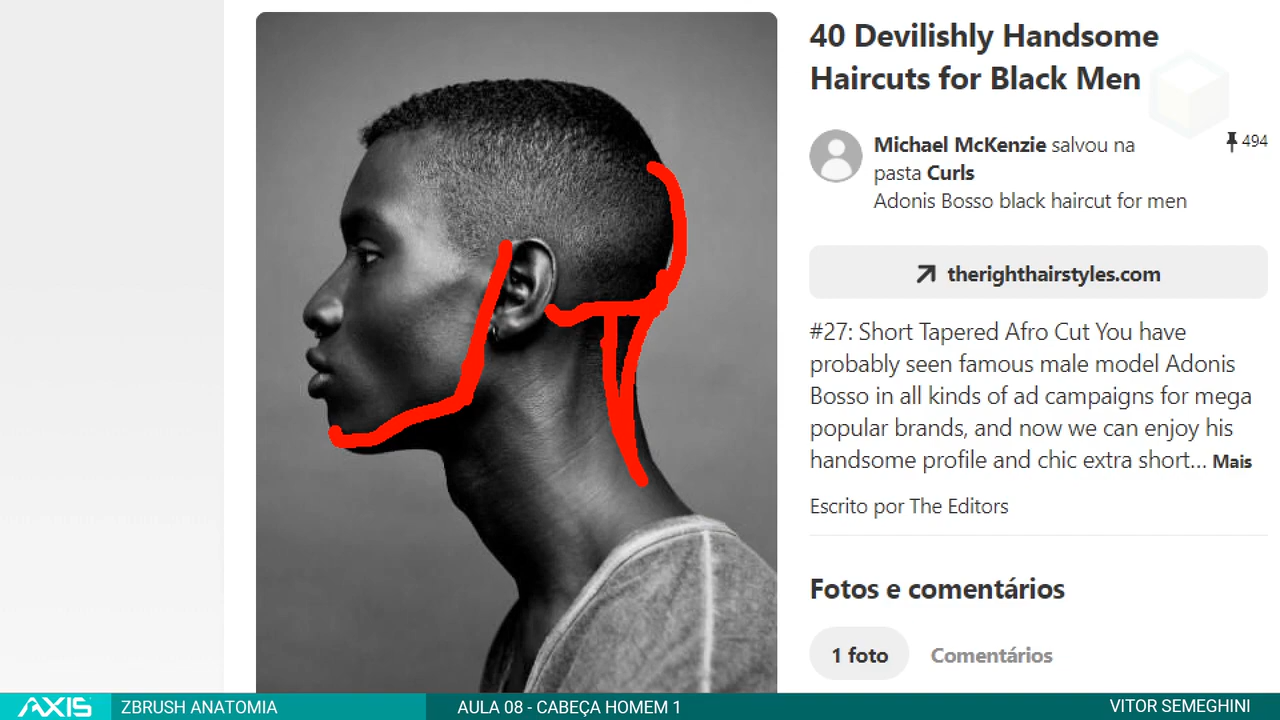 40 Devilishly Handsome
Haircuts for Black Men
Michael McKenzie salvou na
pasta Curls
Adonis Bosso black haircut for men
494
therighthairstyles.com
#27: Short Tapered Afro Cut You have
probably seen famous male model Adonis
Bosso in all kinds of ad campaigns for mega
popular brands, and now we can enjoy his
handsome profile and chic extra short... Mais
Escrito por The Editors
Fotos e comentários
1 foto
Comentários
AXIS
ZBRUSH ANATOMIA
AULA 08 - CABEÇA HOMEM 1
VITOR SEMEGHINI